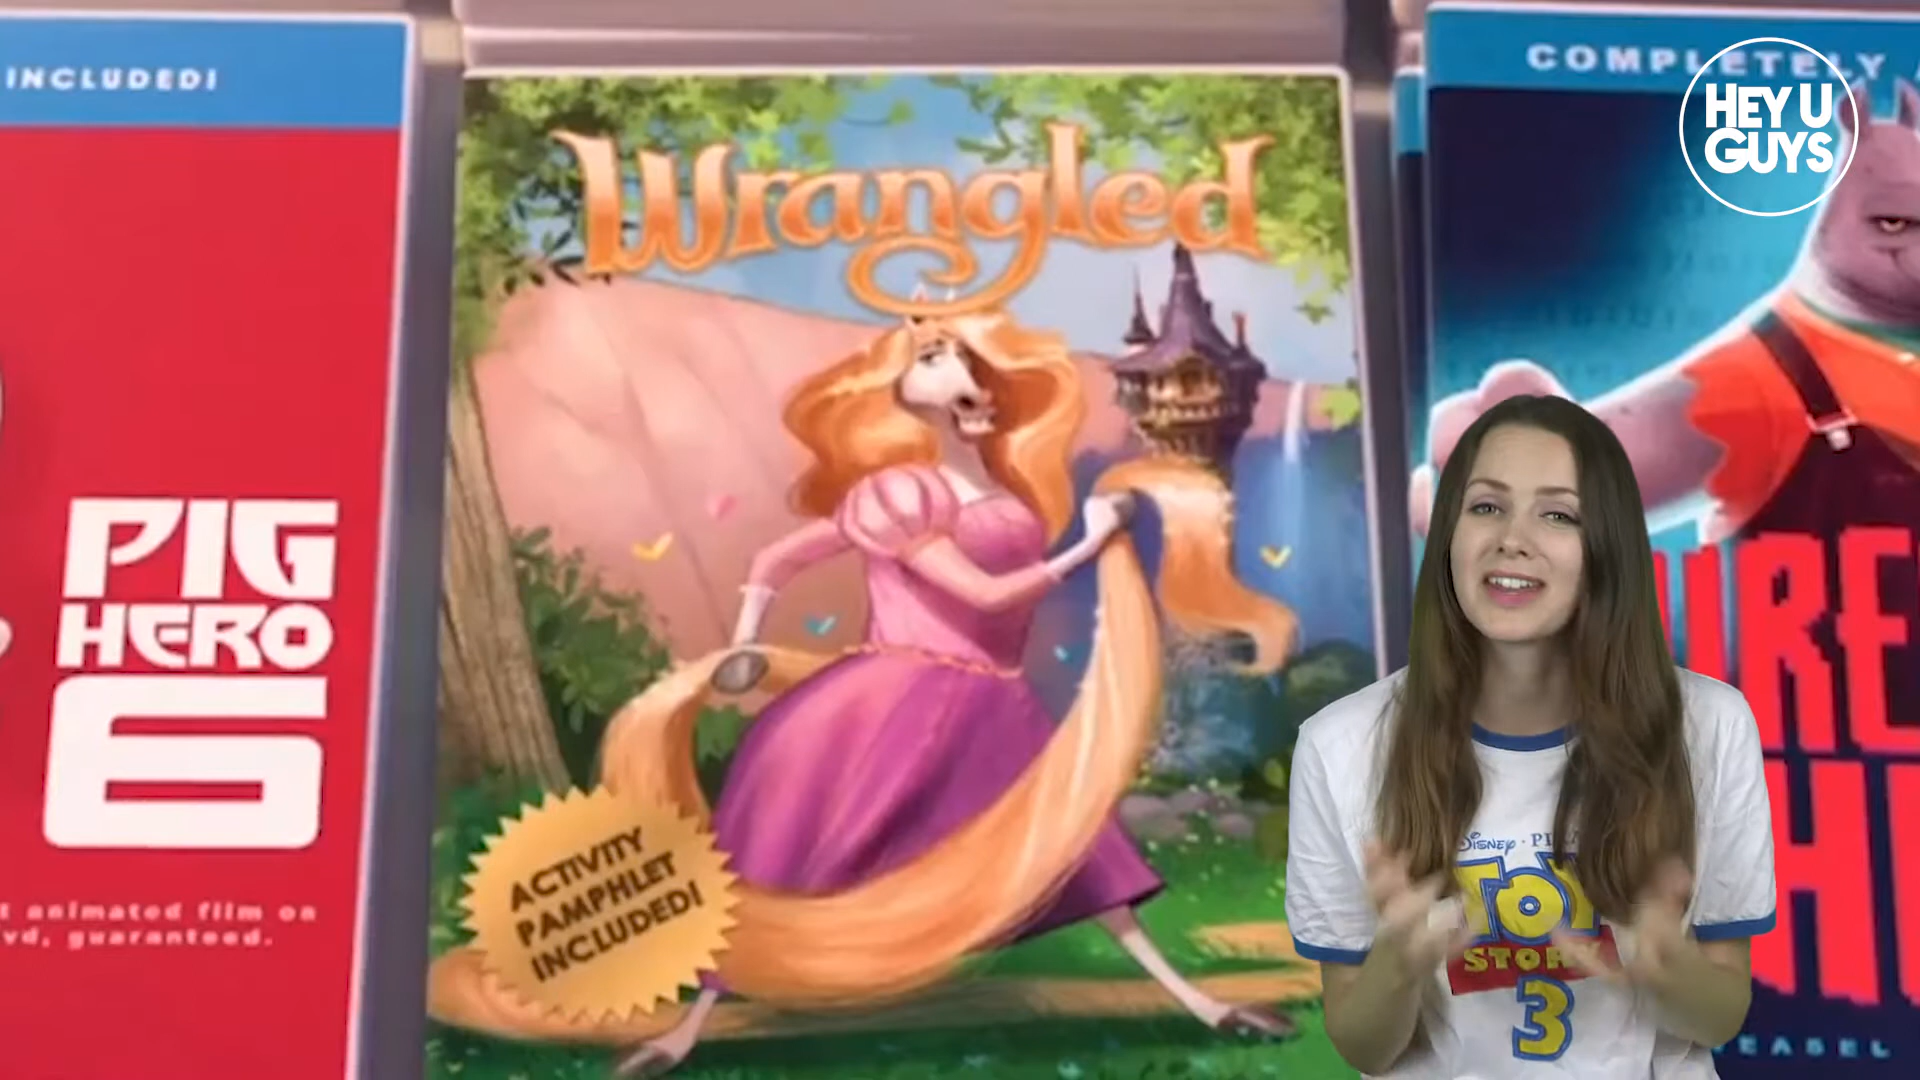 INCLUDED!
PIG
HERO
6
t animated film on
vd, guaranteed.
Wrangled
ACTIVITY
PAMPHLET
INCLUDED!
COMPLETELY
HEY U
GUYS
Disney · PIXAR
TOY
STORY
3